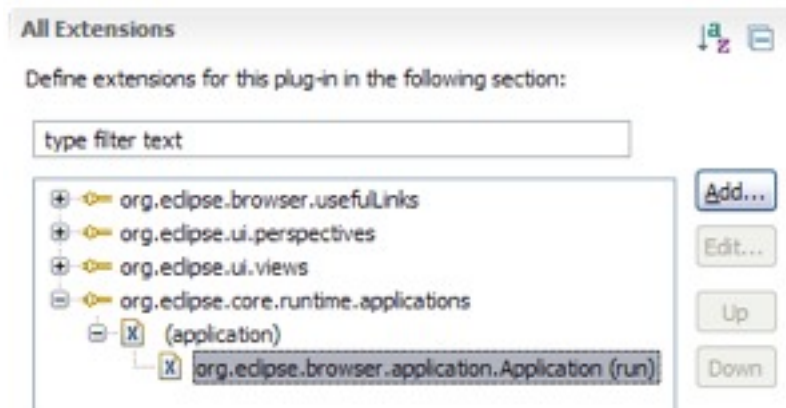 All Extensions
Define extensions for this plug-in in the following section:
type filter text
org.eclipse.browser.usefulLinks
org.eclipse.ui.perspectives
org.eclipse.ui.views
org.eclipse.core.runtime.applications
(application)
org.eclipse.browser.application.Application (run)
Add...
Edit...
Up
Down